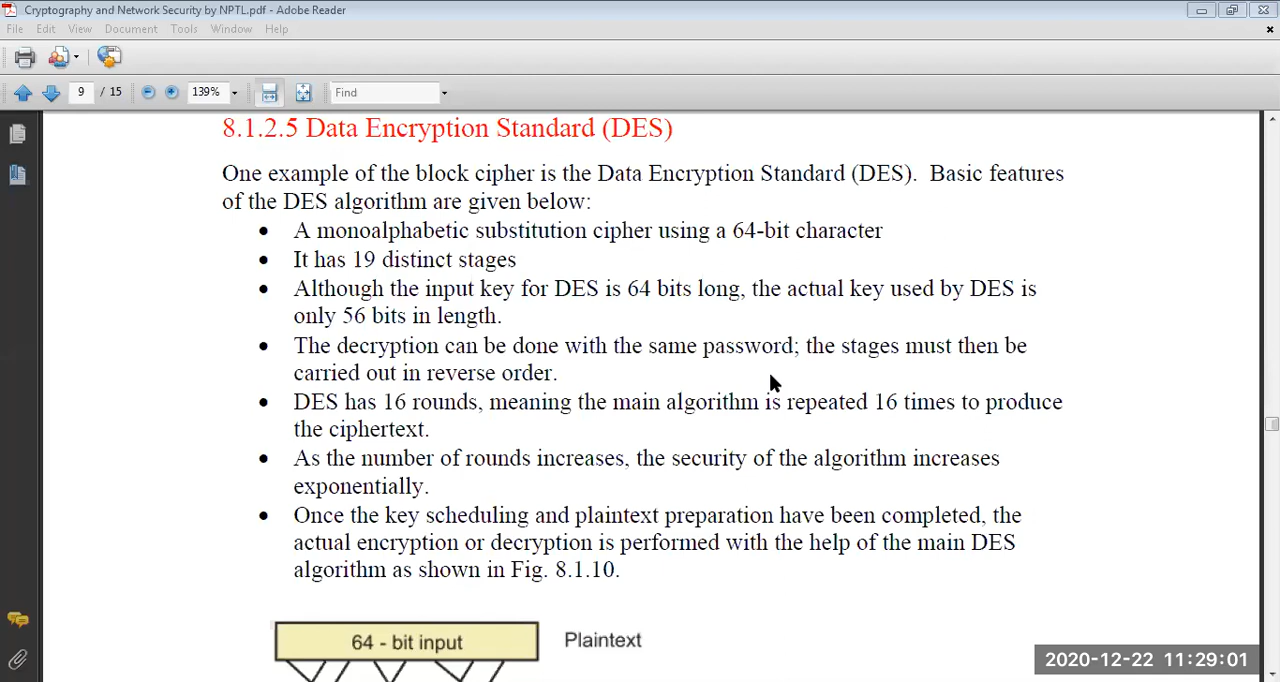 Cryptography and Network Security by NPTL.pdf - Adobe Reader
File Edit View Document Tools Window Help
9 / 15 139% Find
8.1.2.5 Data Encryption Standard (DES)
One example of the block cipher is the Data Encryption Standard (DES). Basic features
of the DES algorithm are given below:
• A monoalphabetic substitution cipher using a 64-bit character
• It has 19 distinct stages
• Although the input key for DES is 64 bits long, the actual key used by DES is
only 56 bits in length.
• The decryption can be done with the same password; the stages must then be
carried out in reverse order.
• DES has 16 rounds, meaning the main algorithm is repeated 16 times to produce
the ciphertext.
• As the number of rounds increases, the security of the algorithm increases
exponentially.
• Once the key scheduling and plaintext preparation have been completed, the
actual encryption or decryption is performed with the help of the main DES
algorithm as shown in Fig. 8.1.10.
64 - bit input Plaintext
2020-12-22 11:29:01